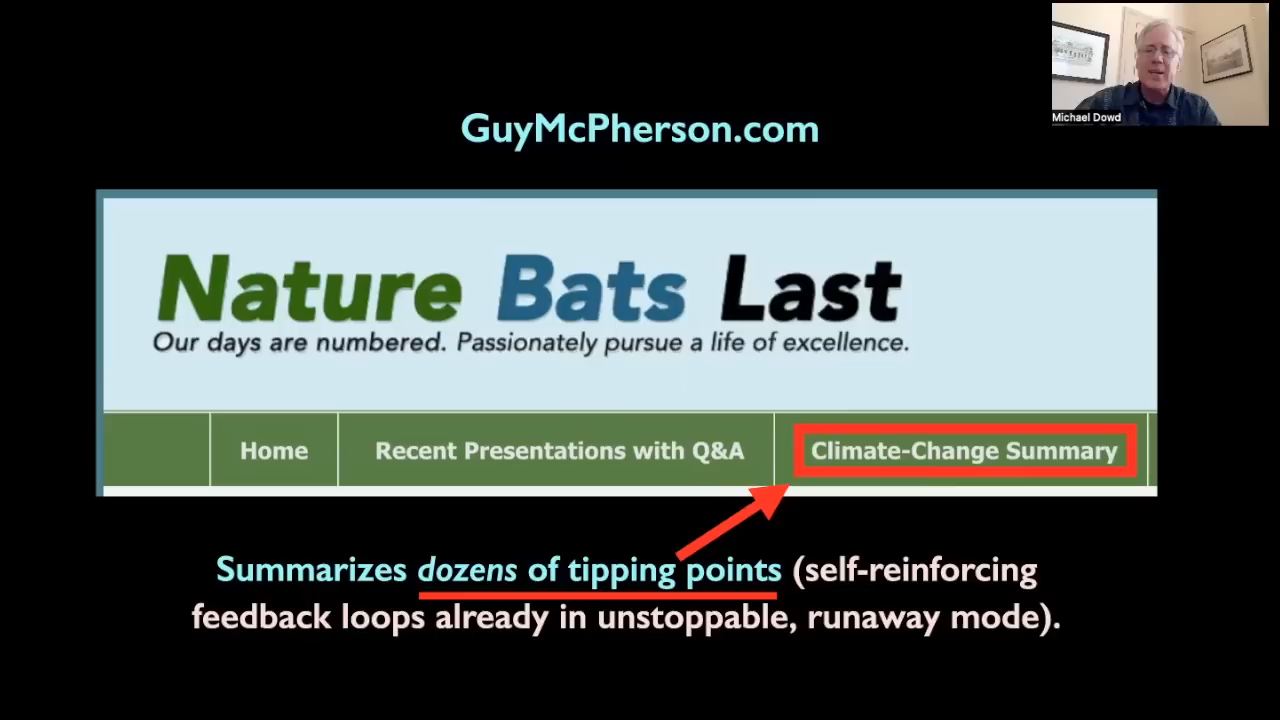 Michael Dowd
GuyMcPherson.com
Nature Bats Last
Our days are numbered. Passionately pursue a life of excellence.
Home
Recent Presentations with Q&A
Climate-Change Summary
Summarizes dozens of tipping points (self-reinforcing
feedback loops already in unstoppable, runaway mode).